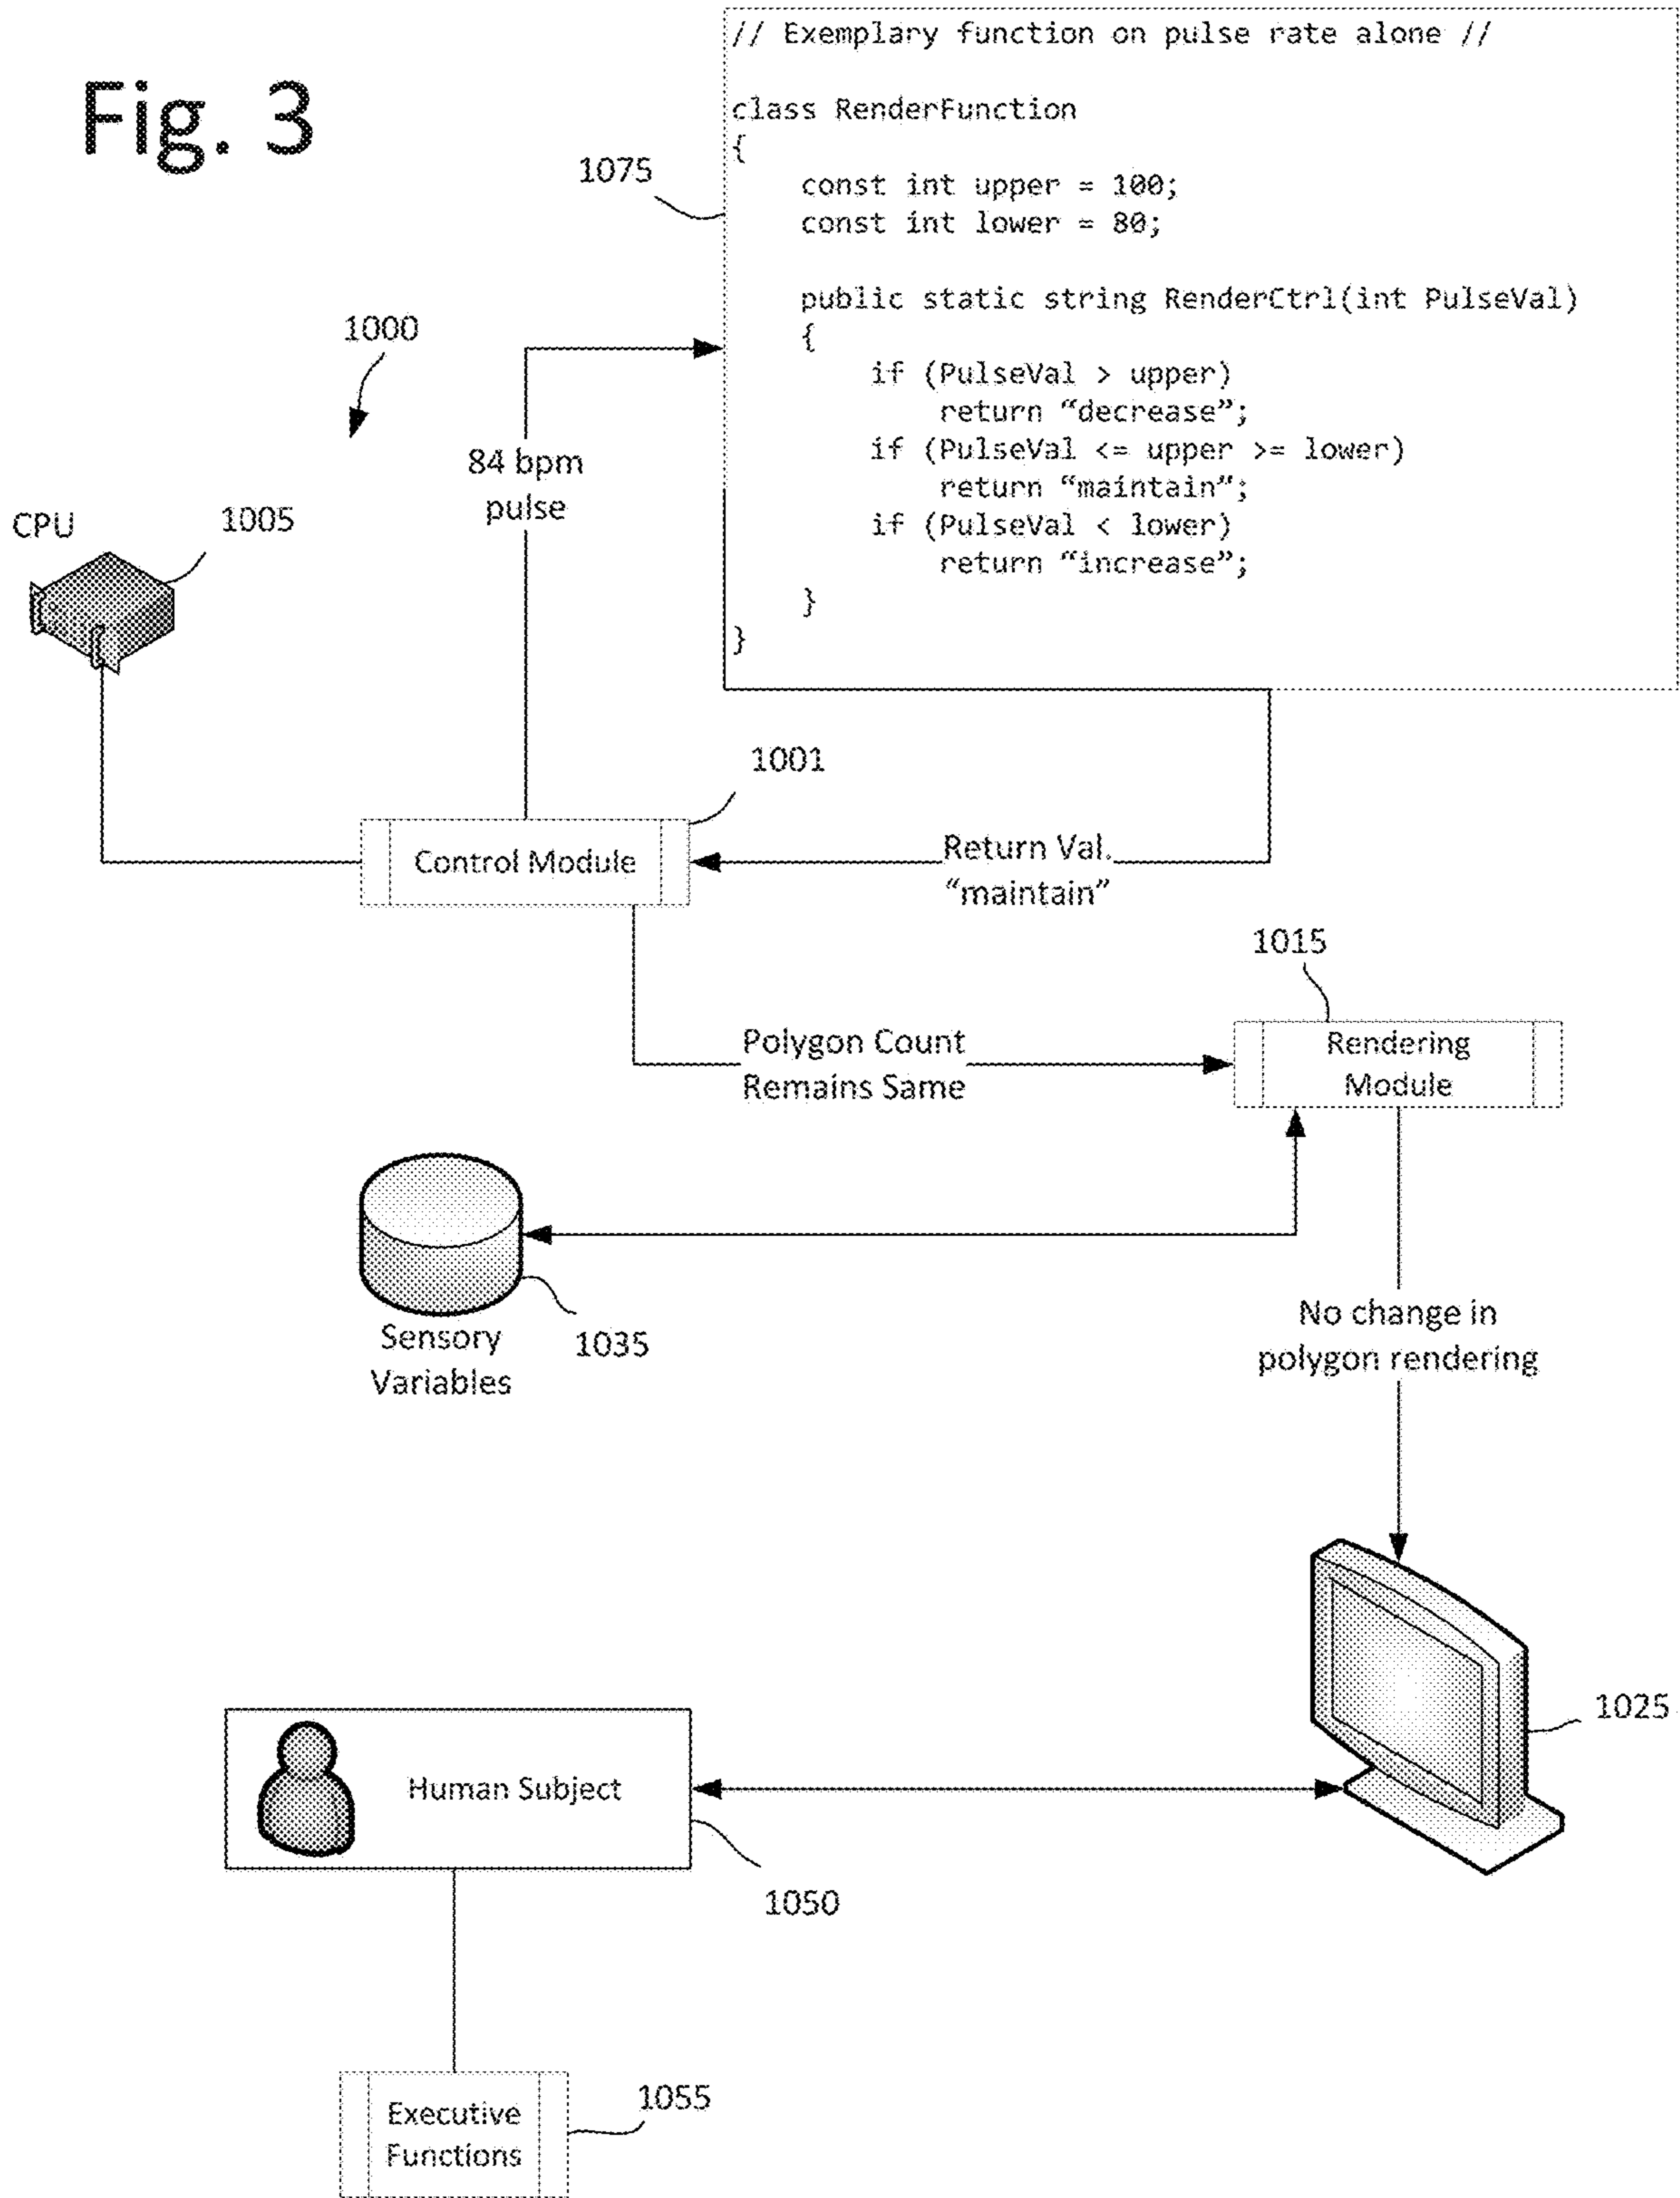 Fig. 3
// Exemplary function on pulse rate alone //
class RenderFunction
{
const int upper = 100;
const int lower = 80;
public static string RenderCtrl(int PulseVal)
{
if (PulseVal > upper)
return “decrease”;
if (PulseVal <= upper >= lower)
return “maintain”;
if (PulseVal < lower)
return “increase”;
}
}
1075
1000
84 bpm
pulse
CPU
1005
1001
Control Module
Return Val.
“maintain”
1015
Polygon Count
Remains Same
Rendering
Module
Sensory
Variables
1035
No change in
polygon rendering
1025
Human Subject
1050
1055
Executive
Functions